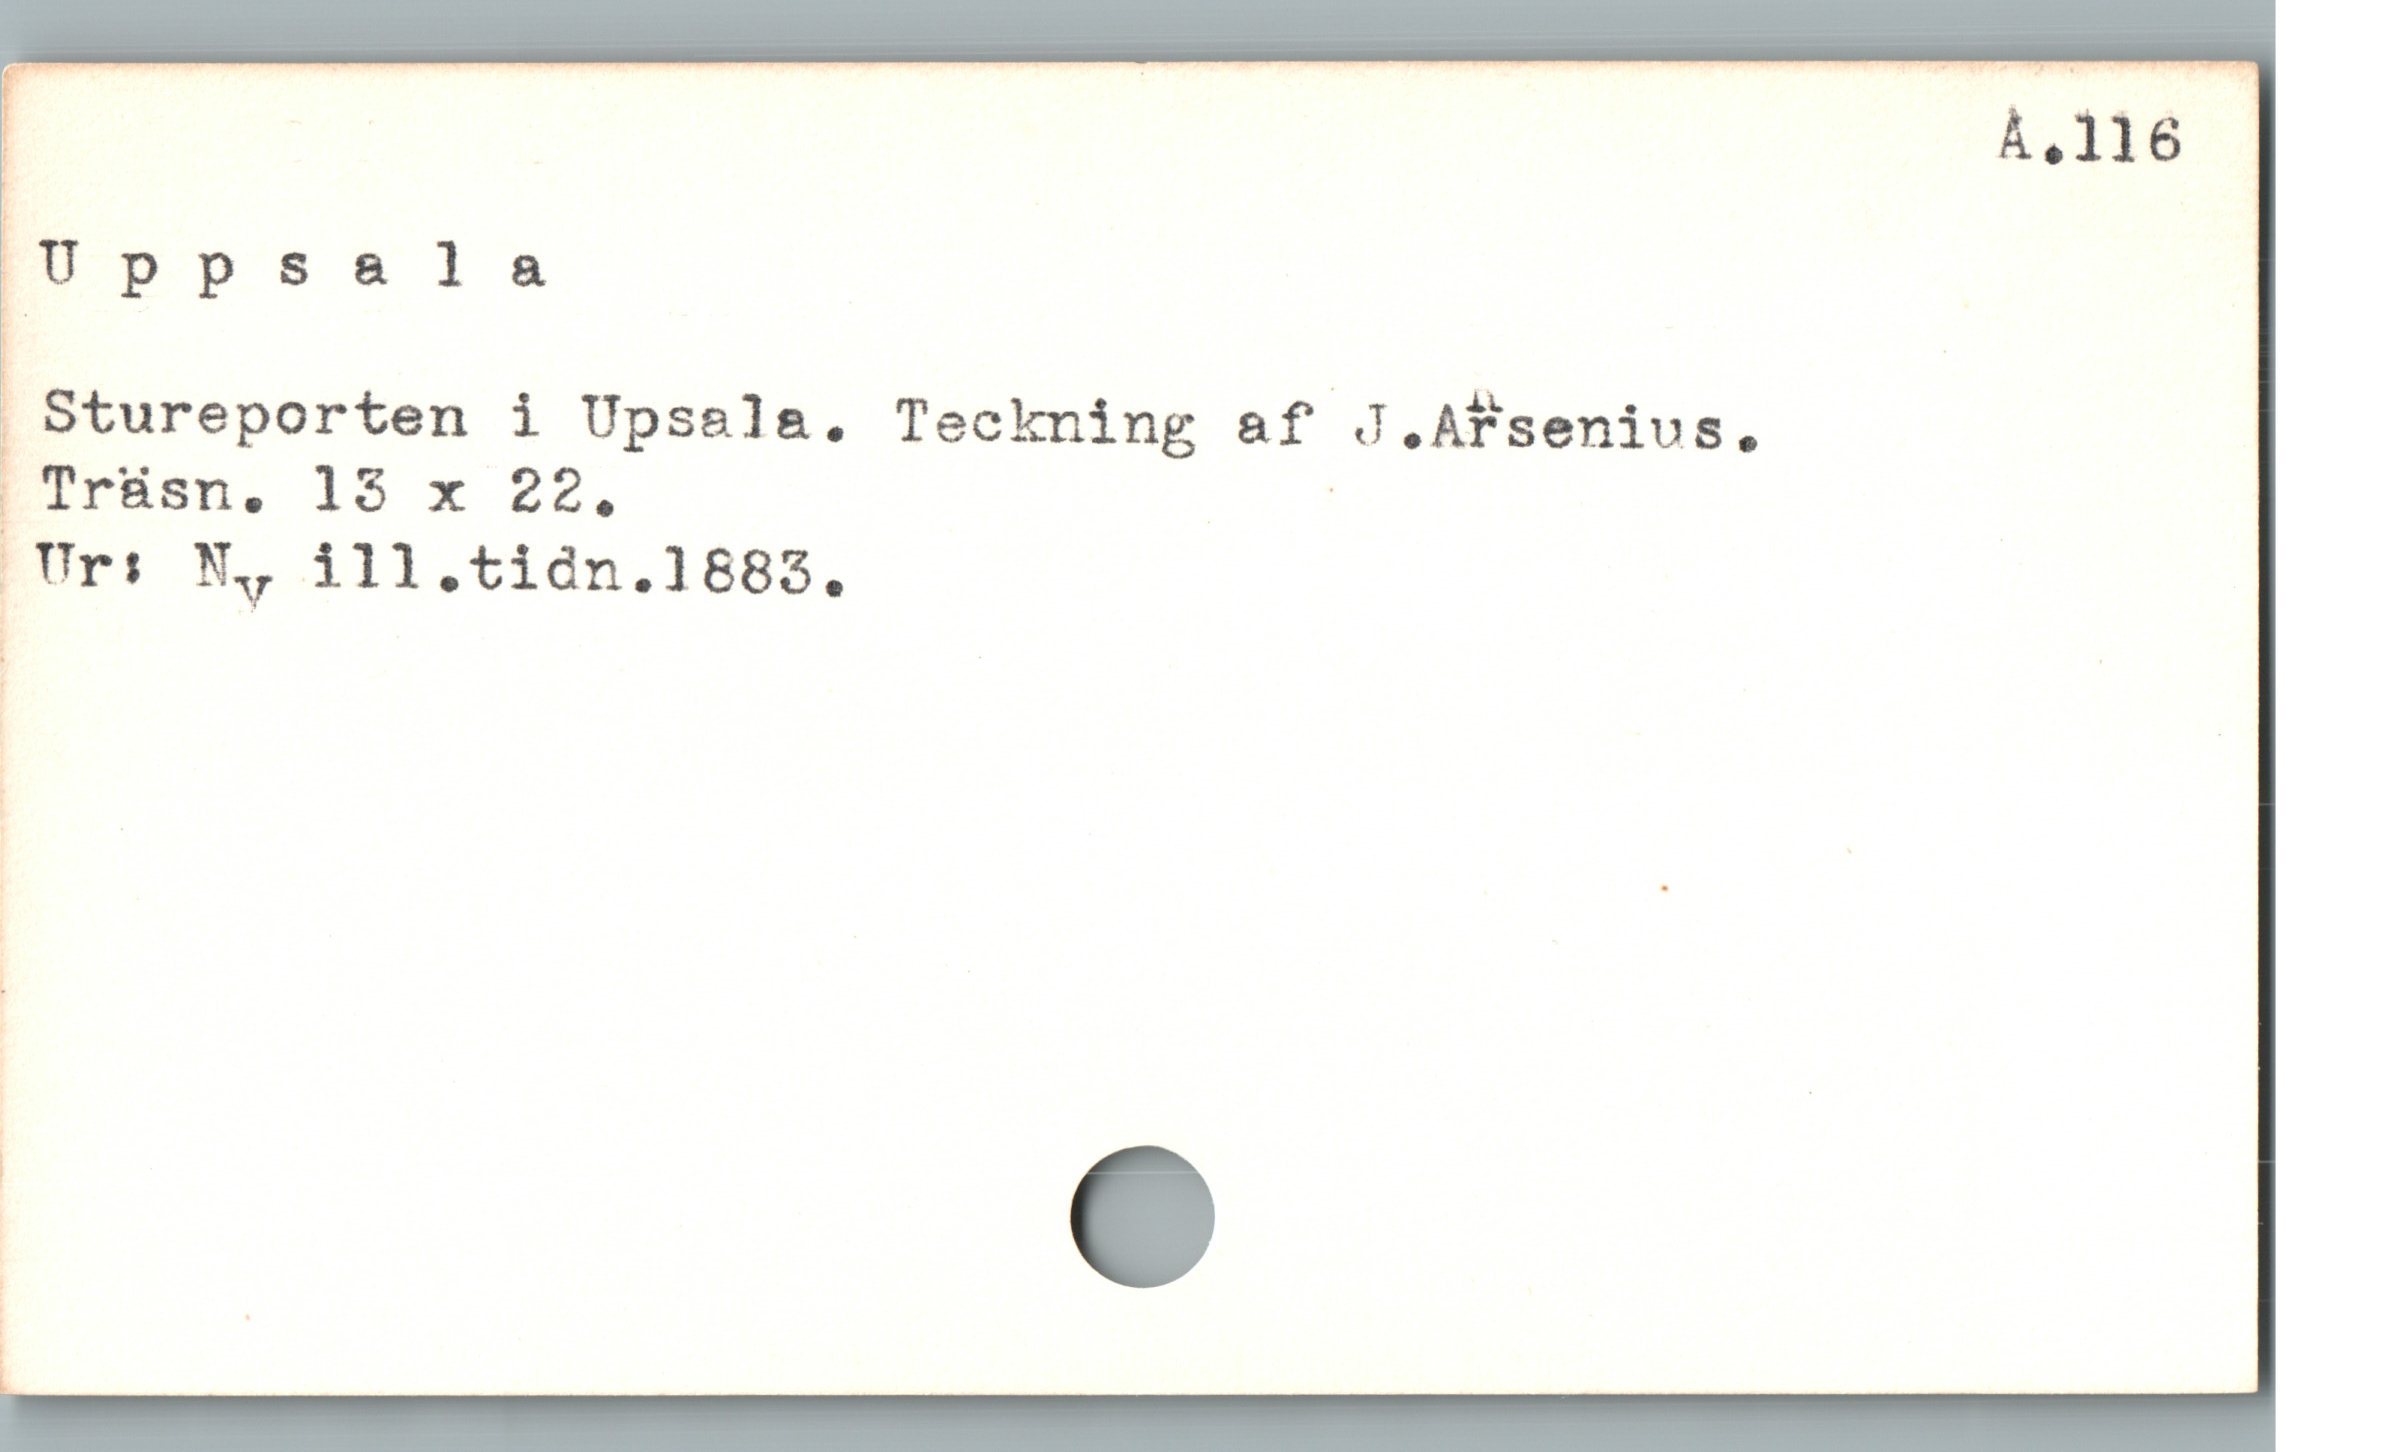 A.116
U p p s a l a
Stureporten i Upsala. Teckning af J.Arsenius.
Träsn. 13 x 22.
Ur: Ny ill.tidn.1883.